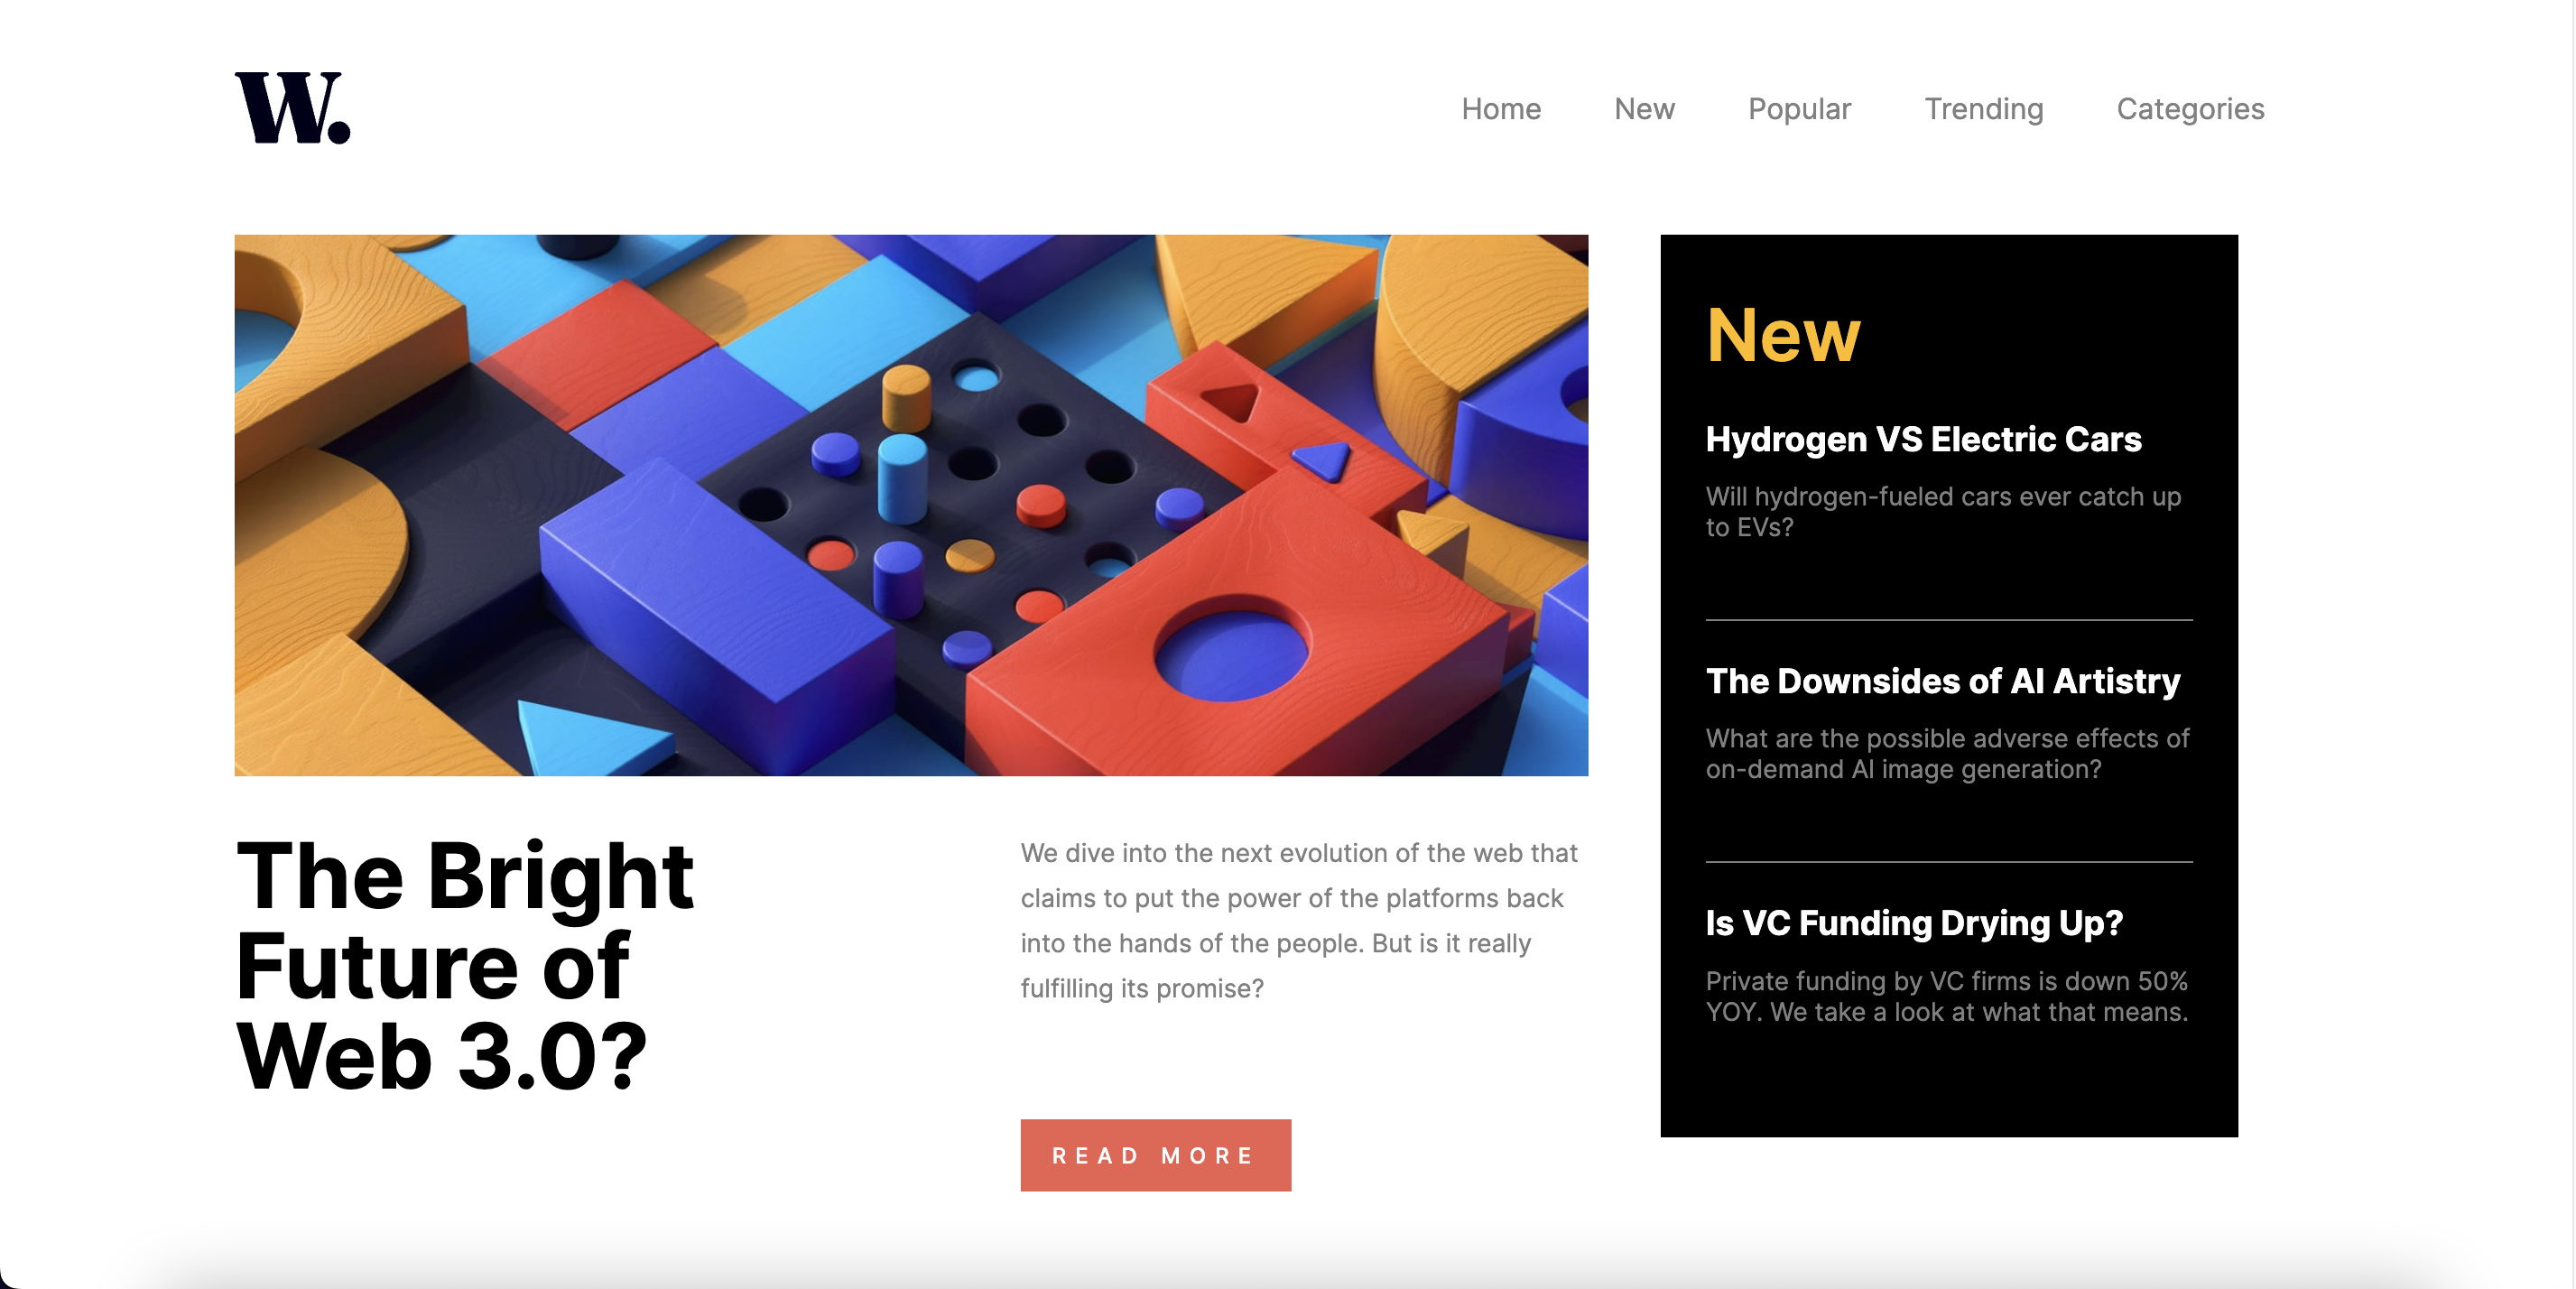 W.
Home New Popular Trending Categories
The Bright
Future of
Web 3.0?
We dive into the next evolution of the web that
claims to put the power of the platforms back
into the hands of the people. But is it really
fulfilling its promise?
READ MORE
New
Hydrogen VS Electric Cars
Will hydrogen-fueled cars ever catch up
to EVs?
The Downsides of AI Artistry
What are the possible adverse effects of
on-demand AI image generation?
Is VC Funding Drying Up?
Private funding by VC firms is down 50%
YOY. We take a look at what that means.